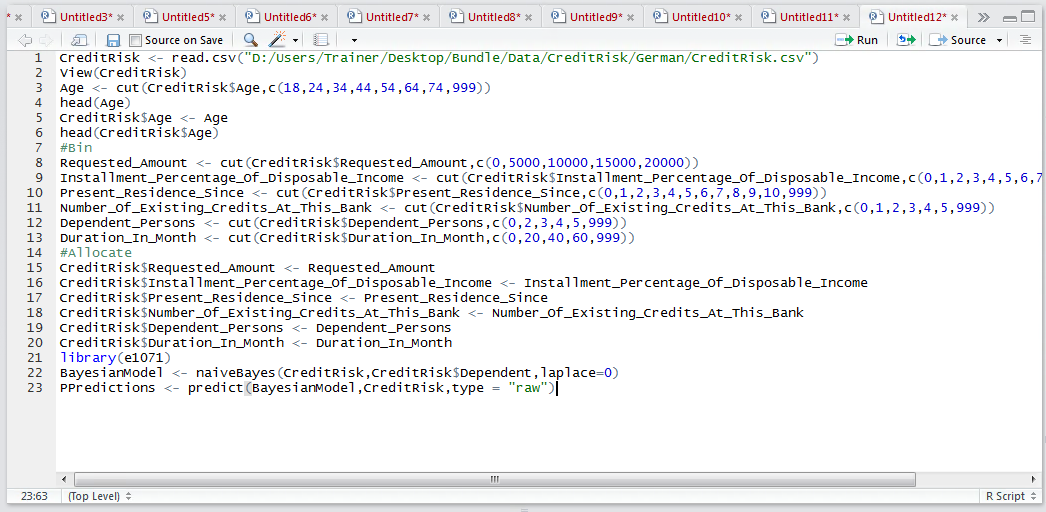 Untitled3* Untitled5* Untitled6* Untitled7* Untitled8* Untitled9* Untitled10* Untitled11* Untitled12*
Source on Save Run Source
1 CreditRisk <- read.csv("D:/Users/Trainer/Desktop/Bundle/Data/CreditRisk/German/CreditRisk.csv")
2 View(CreditRisk)
3 Age <- cut(CreditRisk$Age,c(18,24,34,44,54,64,74,999))
4 head(Age)
5 CreditRisk$Age <- Age
6 head(CreditRisk$Age)
7 #Bin
8 Requested_Amount <- cut(CreditRisk$Requested_Amount,c(0,5000,10000,15000,20000))
9 Installment_Percentage_Of_Disposable_Income <- cut(CreditRisk$Installment_Percentage_Of_Disposable_Income,c(0,1,2,3,4,5,6,7
10 Present_Residence_Since <- cut(CreditRisk$Present_Residence_Since,c(0,1,2,3,4,5,6,7,8,9,10,999))
11 Number_Of_Existing_Credits_At_This_Bank <- cut(CreditRisk$Number_Of_Existing_Credits_At_This_Bank,c(0,1,2,3,4,5,999))
12 Dependent_Persons <- cut(CreditRisk$Dependent_Persons,c(0,2,3,4,5,999))
13 Duration_In_Month <- cut(CreditRisk$Duration_In_Month,c(0,20,40,60,999))
14 #Allocate
15 CreditRisk$Requested_Amount <- Requested_Amount
16 CreditRisk$Installment_Percentage_Of_Disposable_Income <- Installment_Percentage_Of_Disposable_Income
17 CreditRisk$Present_Residence_Since <- Present_Residence_Since
18 CreditRisk$Number_Of_Existing_Credits_At_This_Bank <- Number_Of_Existing_Credits_At_This_Bank
19 CreditRisk$Dependent_Persons <- Dependent_Persons
20 CreditRisk$Duration_In_Month <- Duration_In_Month
21 library(e1071)
22 BayesianModel <- naiveBayes(CreditRisk,CreditRisk$Dependent,laplace=0)
23 PPredictions <- predict(BayesianModel,CreditRisk,type = "raw")
23:63 (Top Level) R Script